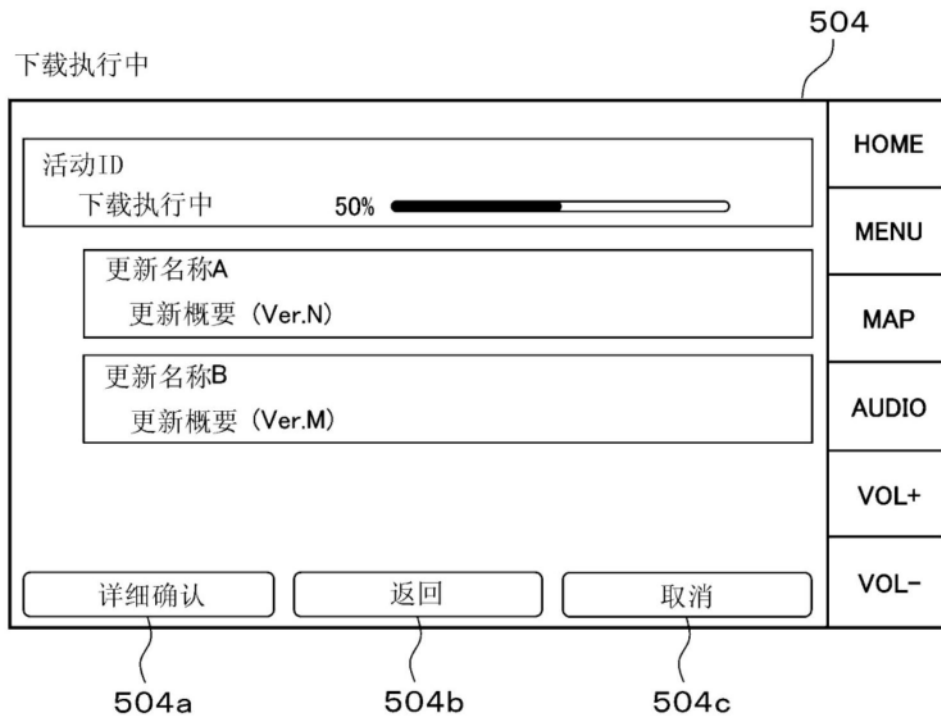 504
下载执行中
活动ID
下载执行中 50%
更新名称A
更新概要 (Ver.N)
更新名称B
更新概要 (Ver.M)
详细确认 返回 取消
HOME
MENU
MAP
AUDIO
VOL+
VOL-
504a 504b 504c